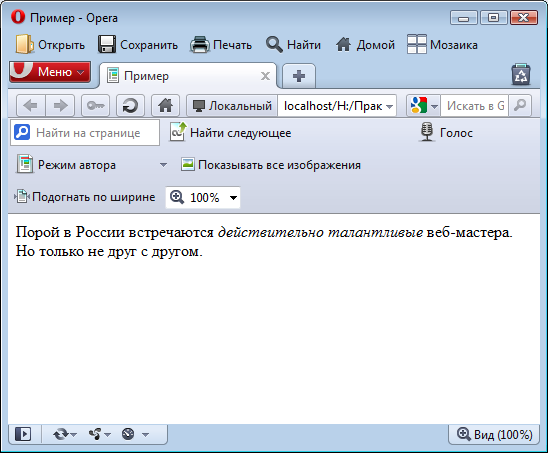 Пример - Opera
Открыть Сохранить Печать Найти Домой Мозаика
Меню Пример
Локальный localhost/H:/Прак Искать в G
Найти на странице Найти следующее Голос
Режим автора Показывать все изображения
Подогнать по ширине 100%
Порой в России встречаются действительно талантливые веб-мастера.
Но только не друг с другом.
Вид (100%)